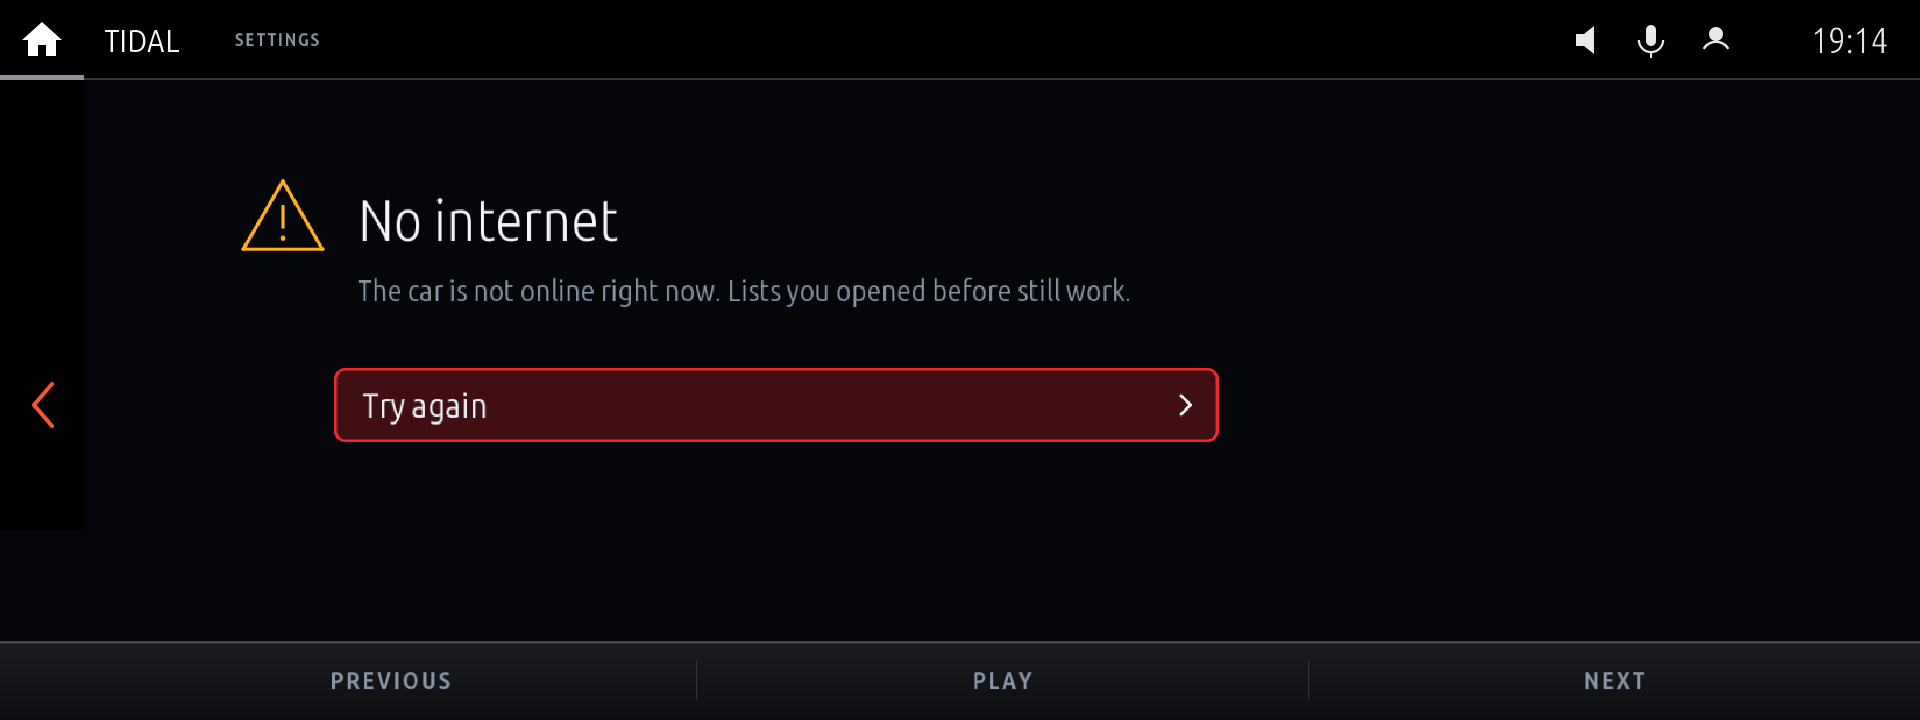 TIDAL
SETTINGS
19:14
No internet
The car is not online right now. Lists you opened before still work.
Try again
PREVIOUS
PLAY
NEXT